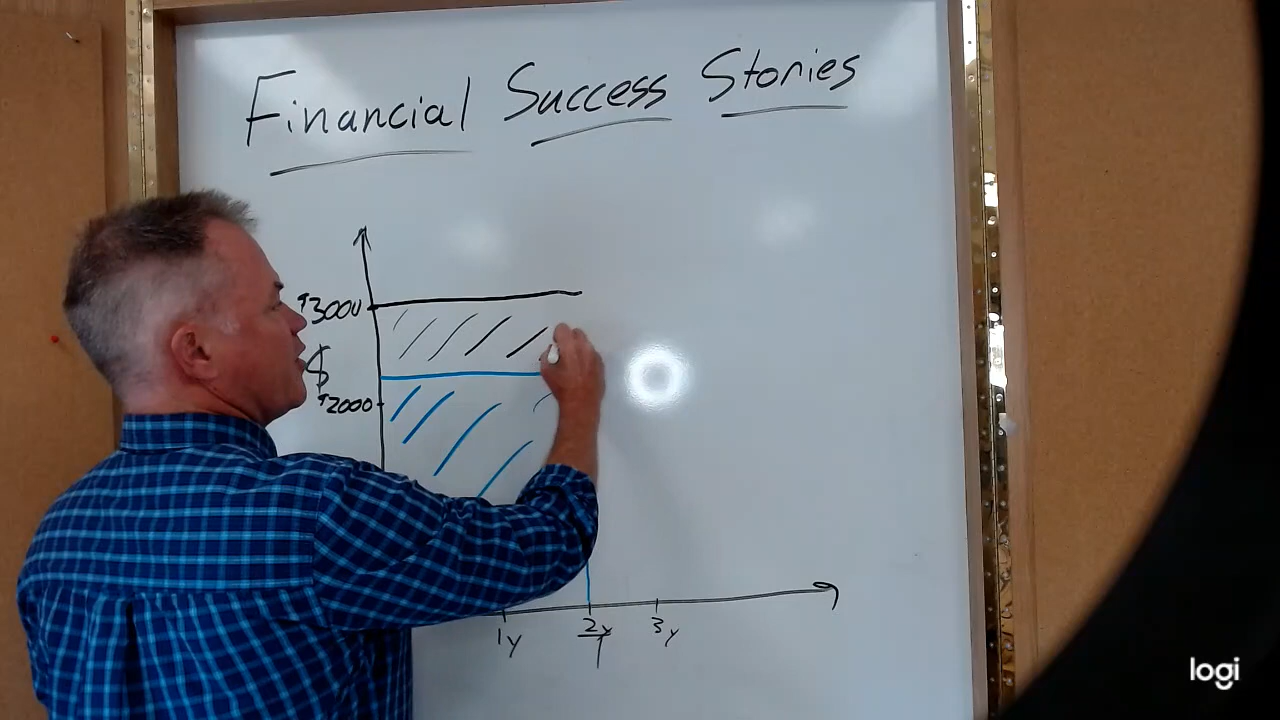 Financial Success Stories
$3000
$
$2000
1y 2y 3y
logi